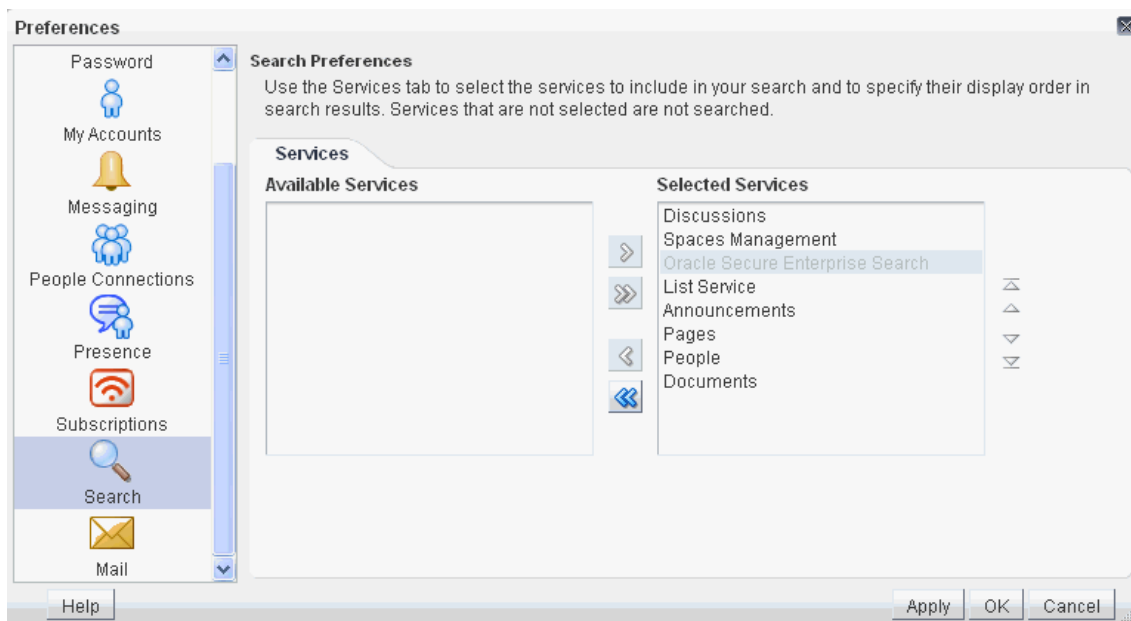 Preferences
Password
My Accounts
Messaging
People Connections
Presence
Subscriptions
Search
Mail
Search Preferences
Use the Services tab to select the services to include in your search and to specify their display order in
search results. Services that are not selected are not searched.
Services
Available Services
Selected Services
Discussions
Spaces Management
Oracle Secure Enterprise Search
List Service
Announcements
Pages
People
Documents
Help
Apply
OK
Cancel